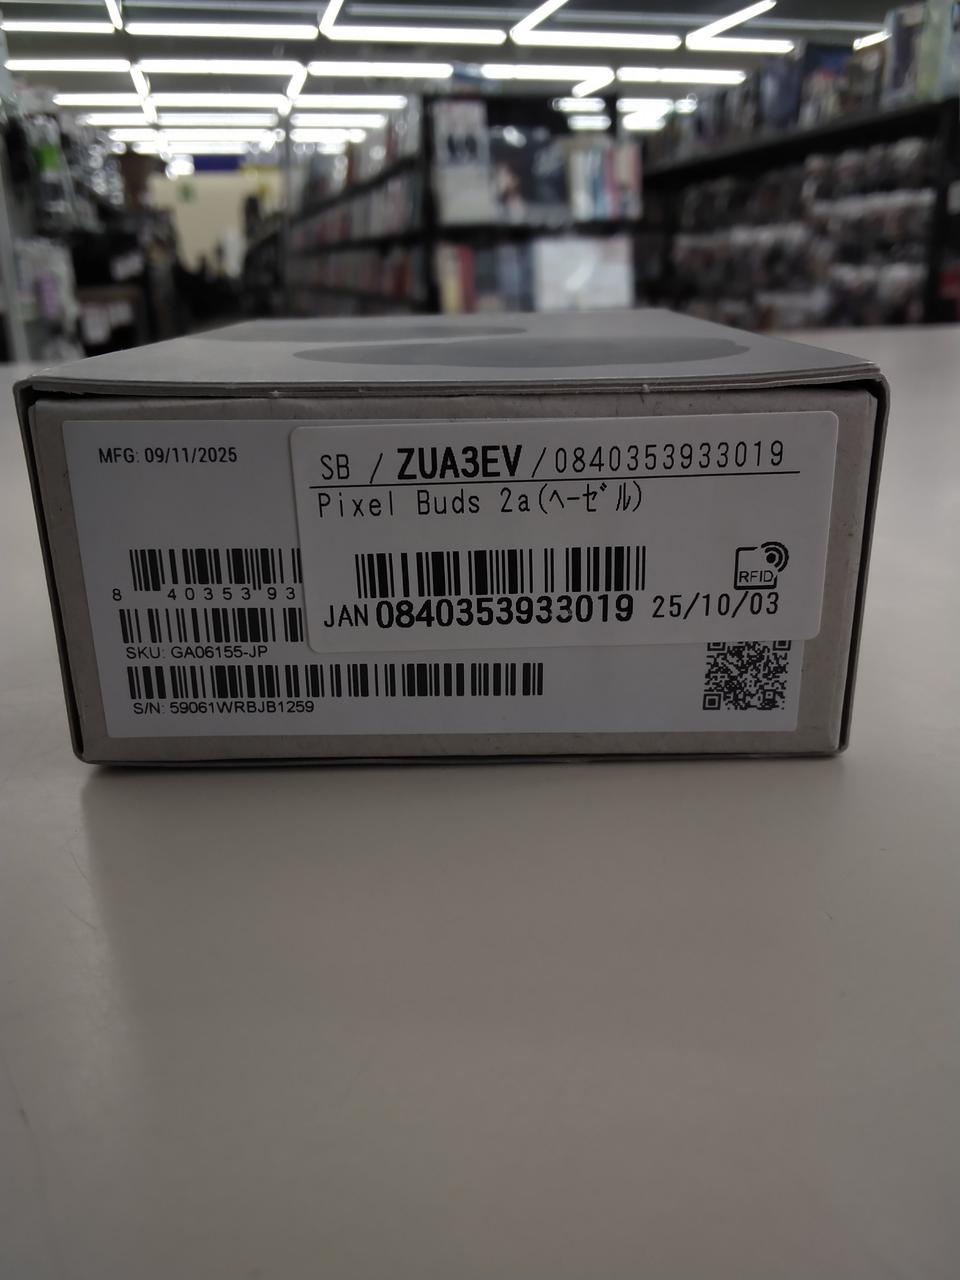 MFG: 09/11/2025
SB / ZUA3EV / 0840353933019
Pixel Buds 2a(ﾍｰｾﾞﾙ)
8 40353 93
RFID
JAN 0840353933019 25/10/03
SKU: GA06155-JP
S/N: 59061WRBJB1259